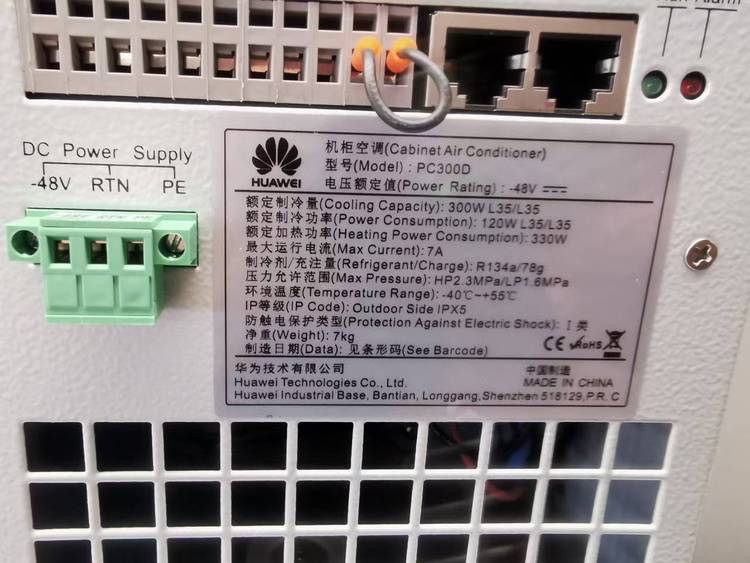 Alarm
DC Power Supply
-48V RTN PE
-48V RTN PE
HUAWEI
机柜空调(Cabinet Air Conditioner)
型号(Model) : PC300D
电压额定值(Power Rating) : -48V
额定制冷量(Cooling Capacity): 300W L35/L35
额定制冷功率(Power Consumption): 120W L35/L35
额定加热功率(Heating Power Consumption): 330W
最大运行电流(Max Current): 7A
制冷剂/充注量(Refrigerant/Charge): R134a/78g
压力允许范围(Max Pressure): HP2.3MPa/LP1.6MPa
环境温度(Temperature Range): -40℃~+55℃
IP等级(IP Code): Outdoor Side IPX5
防触电保护类型(Protection Against Electric Shock): I 类
净重(Weight): 7kg
制造日期(Data): 见条形码(See Barcode)
CE RoHS
华为技术有限公司
Huawei Technologies Co., Ltd.
中国制造
MADE IN CHINA
Huawei Industrial Base, Bantian, Longgang, Shenzhen 518129, P.R. C